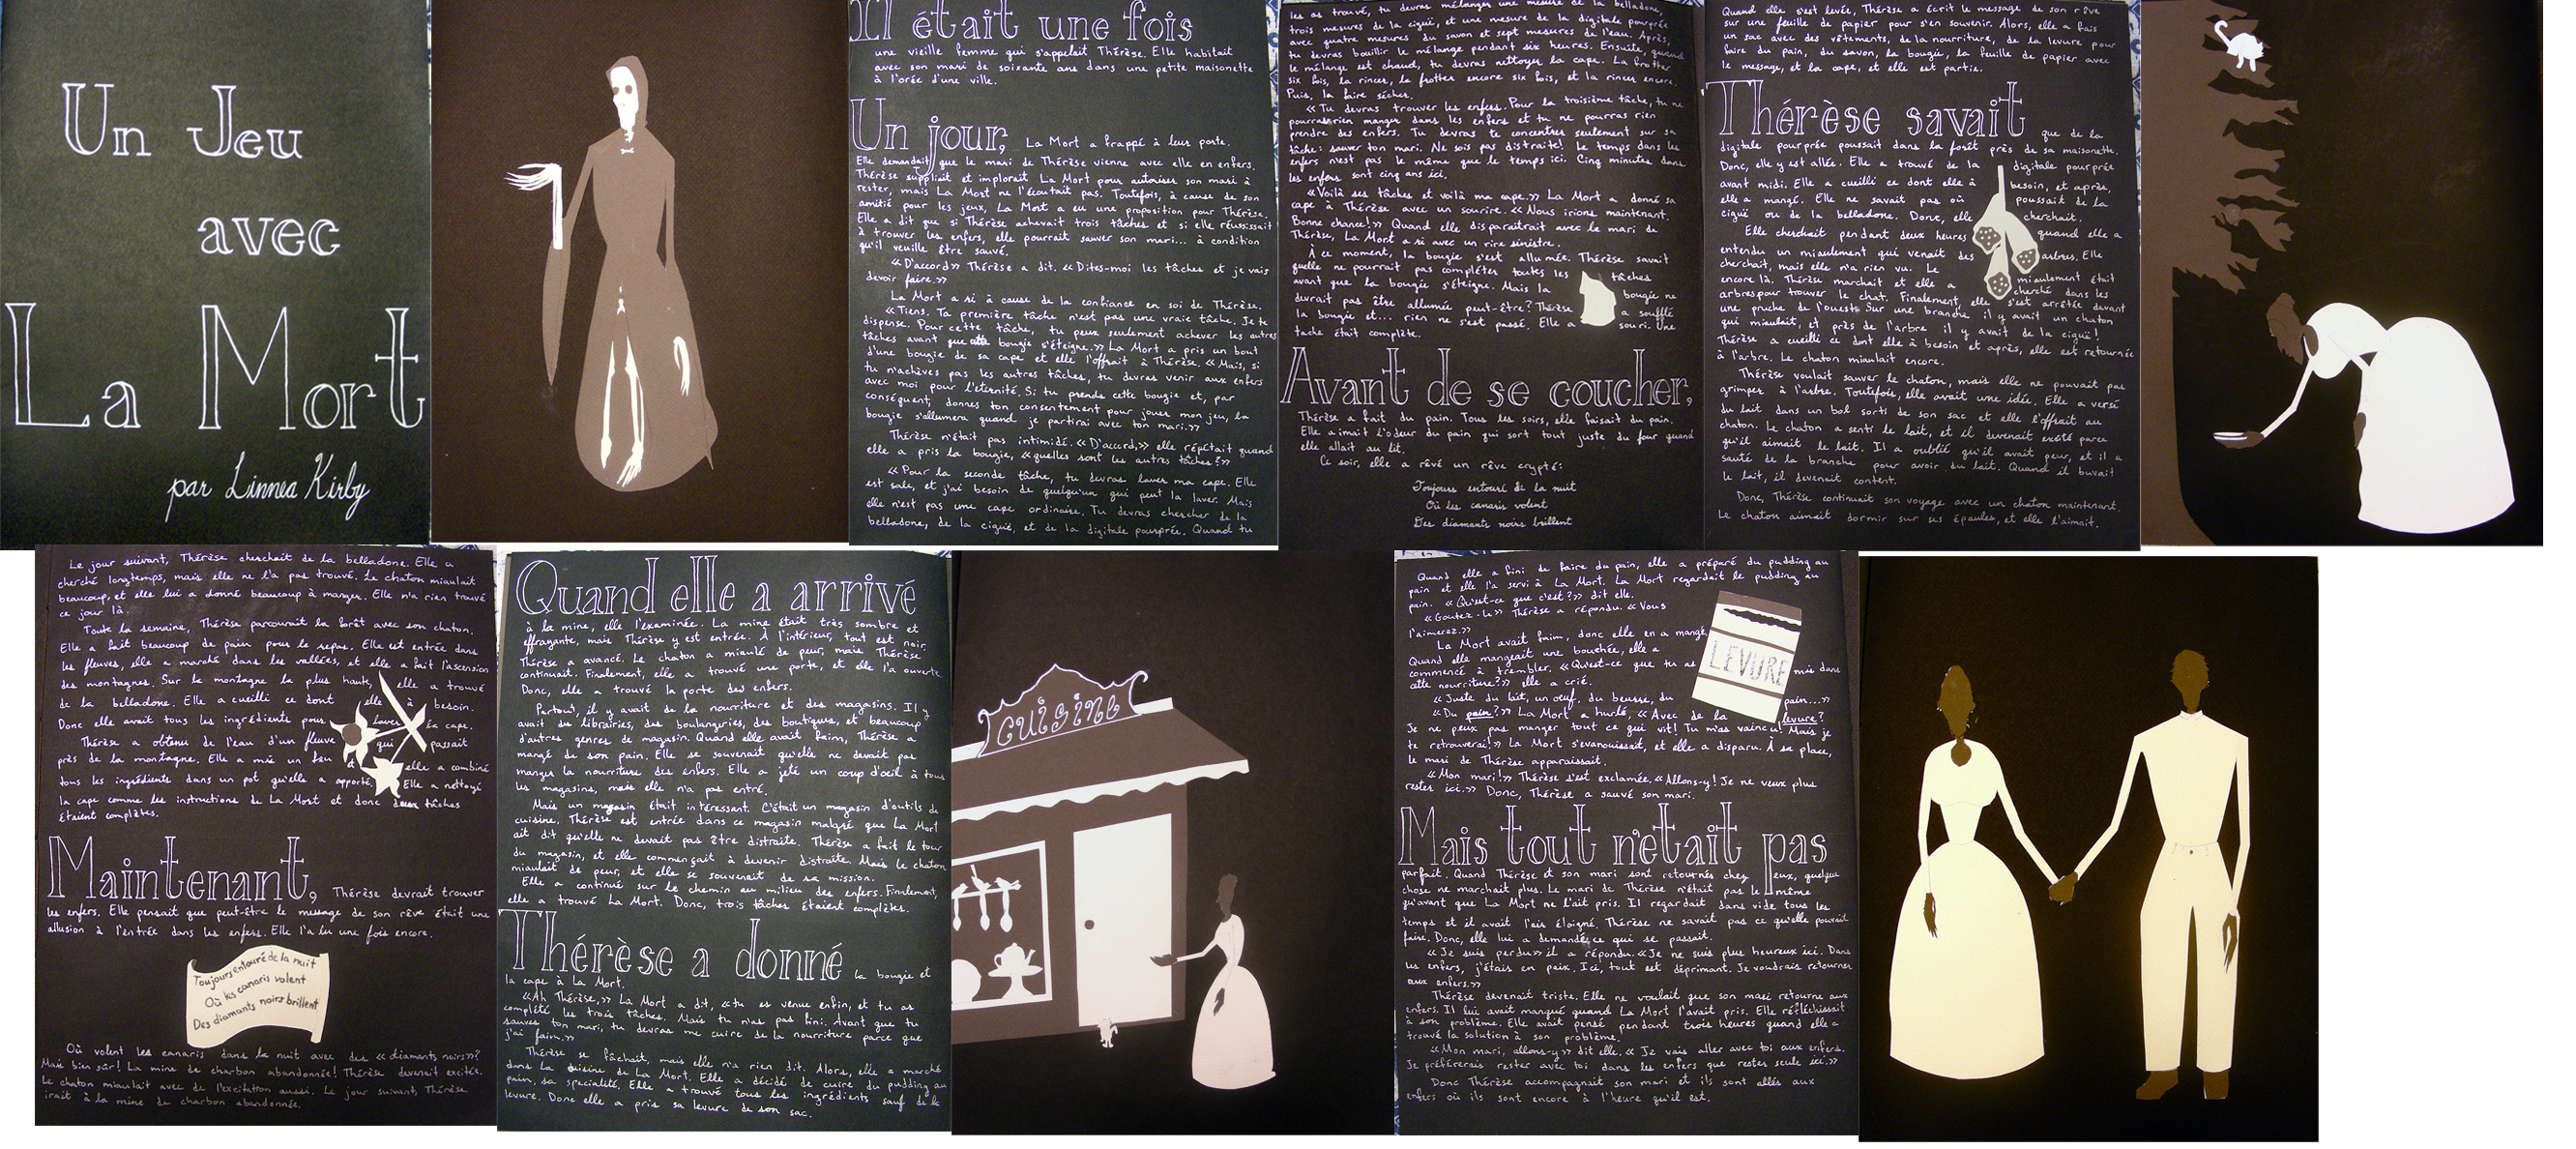 Un Jeu
avec
La Mort
par Linnea Kirby
Il était une fois
une vieille femme qui s'appelait Thérèse. Elle habitait
avec son mari de soixante ans dans une petite maisonette
à l'orée d'une ville.
Un jour, La Mort a frappé à leur porte.
Elle demandait que le mari de Thérèse vienne avec elle en enfers.
Thérèse suppliait et implorait La Mort pour autoriser son mari à
rester, mais La Mort ne l'écoutait pas. Toutefois, à cause de son
amitié pour les jeux, La Mort a eu une proposition pour Thérèse.
Elle a dit que si Thérèse achevait trois tâches et si elle réussissait
à trouver les enfers, elle pourrait sauver son mari... à condition
qu'il veuille être sauvé.
«D'accord» Thérèse a dit. «Dites-moi les tâches et je vais
devoir faire.»
La Mort a ri à cause de la confiance en soi de Thérèse.
«Tiens. Ta première tâche n'est pas une vraie tâche. Je te
dispense. Pour cette tâche, tu peux seulement achever les autres
tâches avant que cette bougie s'éteigne.» La Mort a pris un bout
d'une bougie de sa cape et elle l'offrait à Thérèse. «Mais, si
tu n'achèves pas les autres tâches, tu devras venir aux enfers
avec moi pour l'éternité. Si tu prends cette bougie et, par
conséquent, donnes ton consentement pour jouer mon jeu, la
bougie s'allumera quand je partirai avec ton mari.»
Thérèse n'était pas intimidé. «D'accord,» elle répétait quand
elle a pris la bougie, «quelles sont les autres tâches?»
«Pour la seconde tâche, tu devras laver ma cape. Elle
est sale, et j'ai besoin de quelqu'un qui peut la laver. Mais
elle n'est pas une cape ordinaire. Tu devras chercher de la
belladone, de la ciguë, et de la digitale pourprée. Quand tu
les as trouvé, tu devras mélanger une mesure de la belladone,
trois mesures de la ciguë, et une mesure de la digitale pourprée
avec quatre mesures du savon et sept mesures de l'eau. Après,
tu devras bouillir le mélange pendant six heures. Ensuite, quand
le mélange est chaud, tu devras nettoyer la cape. La frotter
six fois, la rincer, la frotter encore six fois, et la rincer encore.
Puis, la faire sécher.
«Tu devras trouver les enfers. Pour la troisième tâche, tu ne
pourras rien manger dans les enfers et tu ne pourras rien
prendre des enfers. Tu devras te concentrer seulement sur sa
tâche: sauver ton mari. Ne sois pas distraite! Le temps dans les
enfers n'est pas le même que le temps ici. Cinq minutes dans
les enfers sont cinq ans ici.
«Voilà ses tâches et voilà ma cape.» La Mort a donné sa
cape à Thérèse avec un sourire. «Nous irions maintenant.
Bonne chance!» Quand elle disparaîtrait avec le mari de
Thérèse, La Mort a ri avec un rire sinistre.
À ce moment, la bougie s'est allumée. Thérèse savait
quelle ne pourrait pas compléter toutes les tâches
avant que la bougie s'éteigne. Mais la bougie ne
durait pas être allumée peut-être? Thérèse a soufflé
la bougie et... rien ne s'est passé. Elle a souri. Une
tache était complète.
Avant de se coucher,
Thérèse a fait du pain. Tous les soirs, elle faisait du pain.
Elle aimait l'odeur du pain qui sort tout juste du four quand
elle allait au lit.
Ce soir, elle a rêvé un rêve crypté:
Toujours entouré de la nuit
Où les canaris volent
Des diamants noirs brillent
Quand elle s'est levée, Thérèse a écrit le message de son rêve
sur une feuille de papier pour s'en souvenir. Alors, elle a fais
un sac avec des vêtements, de la nourriture, de la levure pour
faire du pain, du savon, la bougie, la feuille de papier avec
le message, et la cape, et elle est partie.
Thérèse savait que de la
digitale pourprée poussait dans la forêt près de sa maisonette.
Donc, elle y est allée. Elle a trouvé de la digitale pourprée
avant midi. Elle a cueilli ce dont elle à besoin, et après,
elle a mangé. Elle ne savait pas où poussait de la
ciguë ou de la belladone. Donc, elle cherchait.
Elle cherchait pendant deux heures quand elle a
entendu un miaulement qui venait des arbres. Elle
cherchait, mais elle n'a rien vu. Le miaulement était
encore là. Thérèse marchait et elle a cherché dans les
arbres pour trouver le chat. Finalement, elle s'est arrêtée devant
une pruche de l'ouest. Sur une branche il y avait un chaton
qui miaulait, et près de l'arbre il y avait de la ciguë!
Thérèse a cueilli ce dont elle à besoin et après, elle est retournée
à l'arbre. Le chaton miaulait encore.
Thérèse voulait sauver le chaton, mais elle ne pouvait pas
grimper à l'arbre. Toutefois, elle avait une idée. Elle a versé
du lait dans un bol sorti de son sac et elle l'offrait au
chaton. Le chaton a senti le lait, et il devenait excité parce
qu'il aimait le lait. Il a oublié qu'il avait peur, et il a
sauté de la branche pour avoir du lait. Quand il buvait
le lait, il devenait content.
Donc, Thérèse continuait son voyage avec un chaton maintenant.
Le chaton aimait dormir sur ses épaules, et elle l'aimait.
Le jour suivant, Thérèse cherchait de la belladone. Elle a
cherché longtemps, mais elle ne l'a pas trouvé. Le chaton miaulait
beaucoup, et elle lui a donné beaucoup à manger. Elle n'a rien trouvé
ce jour là.
Toute la semaine, Thérèse parcourait la forêt avec son chaton.
Elle a fait beaucoup de pain pour le repas. Elle est entrée dans
les fleuves, elle a marché dans les vallées, et elle a fait l'ascension
des montagnes. Sur la montagne la plus haute, elle a trouvé
de la belladone. Elle a cueilli ce dont elle à besoin.
Donc elle avait tous les ingrédients pour laver la cape.
Thérèse a obtenu de l'eau d'un fleuve qui passait
près de la montagne. Elle a mis un feu et elle a combiné
tous les ingrédients dans un pot qu'elle a apporté. Elle a nettoyé
la cape comme les instructions de La Mort et donc deux tâches
étaient complètes.
Maintenant, Thérèse devrait trouver
les enfers. Elle pensait que peut-être le message de son rêve était une
allusion à l'entrée dans les enfers. Elle l'a lu une fois encore.
Toujours entouré de la nuit
Où les canaris volent
Des diamants noirs brillent
Où volent les canaris dans la nuit avec des «diamants noirs»?
Mais bien sûr! La mine de charbon abandonnée! Thérèse devenait excitée.
Le chaton miaulait avec de l'excitation aussi. Le jour suivant, Thérèse
irait à la mine de charbon abandonnée.
Quand elle a arrivé
à la mine, elle l'examinée. La mine était très sombre et
effrayante, mais Thérèse y est entrée. À l'intérieur, tout est noir.
Thérèse a avancé. Le chaton a miaulé de peur, mais Thérèse
continuait. Finalement, elle a trouvé une porte, et elle l'a ouverte.
Donc, elle a trouvé la porte des enfers.
Partout, il y avait de la nourriture et des magasins. Il y
avait des librairies, des boulangeries, des boutiques, et beaucoup
d'autres genres de magasin. Quand elle avait faim, Thérèse a
mangé de son pain. Elle se souvenait qu'elle ne devait pas
manger la nourriture des enfers. Elle a jeté un coup d'œil à tous
les magasins, mais elle n'a pas entré.
Mais un magasin était intéressant. C'était un magasin d'outils de
cuisine. Thérèse est entrée dans ce magasin malgré que La Mort
ait dit qu'elle ne devait pas être distraite. Thérèse a fait le tour
du magasin, et elle commençait à devenir distraite. Mais le chaton
miaulait de peur, et elle se souvenait de sa mission.
Elle a continué sur le chemin au milieu des enfers. Finalement,
elle a trouvé La Mort. Donc, trois tâches étaient complètes.
Thérèse a donné la bougie et
la cape à La Mort.
«Ah Thérèse,» La Mort a dit, «tu es venue enfin, et tu as
complété les trois tâches. Mais tu n'as pas fini. Avant que tu
sauves ton mari, tu devras me cuire de la nourriture parce que
j'ai faim.»
Thérèse se fâchait, mais elle n'a rien dit. Alors, elle a marché
dans la cuisine de La Mort. Elle a décidé de cuire du pudding au
pain, sa spécialité. Elle a trouvé tous les ingrédients sauf de la
levure. Donc elle a pris sa levure de son sac.
cuisine
Quand elle a fini de faire du pain, elle a préparé du pudding au
pain et elle l'a servi à La Mort. La Mort regardait le pudding au
pain. «Qu'est-ce que c'est?» dit elle.
«Goutez-le» Thérèse a répondu. «Vous
l'aimerez.»
La Mort avait faim, donc elle en a mangé.
Quand elle mangeait une bouchée, elle a
commencé à trembler. «Qu'est-ce que tu as mis dans
cette nourriture?» elle a crié.
«Juste du lait, un œuf, du beurre, du pain...»
«Du pain?» La Mort a hurlé, «Avec de la levure?
Je ne peux pas manger tout ce qui vit! Tu m'as vaincu! Mais je
te retrouverai!» La Mort s'évanouissait, et elle a disparu. À sa place,
le mari de Thérèse apparaissait.
«Mon mari!» Thérèse s'est exclamée. «Allons-y! Je ne veux plus
rester ici.» Donc, Thérèse a sauvé son mari.
LEVURE
Mais tout n'etait pas
parfait. Quand Thérèse et son mari sont retournés chez eux, quelque
chose ne marchait plus. Le mari de Thérèse n'était pas le même
qu'avant que La Mort ne l'ait pris. Il regardait dans vide tous les
temps et il avait l'air éloigné. Thérèse ne savait pas ce qu'elle pouvait
faire. Donc, elle lui a demandé ce qui se passait.
«Je suis perdu» il a répondu. «Je ne suis plus heureux ici. Dans
les enfers, j'étais en paix. Ici, tout est déprimant. Je voudrais retourner
aux enfers.»
Thérèse devenait triste. Elle ne voulait que son mari retourne aux
enfers. Il lui avait manqué quand La Mort l'avait pris. Elle réfléchissait
à son problème. Elle avait pensé pendant trois heures quand elle a
trouvé la solution à son problème.
«Mon mari, allons-y» dit elle. «Je vais aller avec toi aux enfers.
Je préférerais rester avec toi dans les enfers que rester seule ici.»
Donc Thérèse accompagnait son mari et ils sont allés aux
enfers où ils sont encore à l'heure qu'il est.